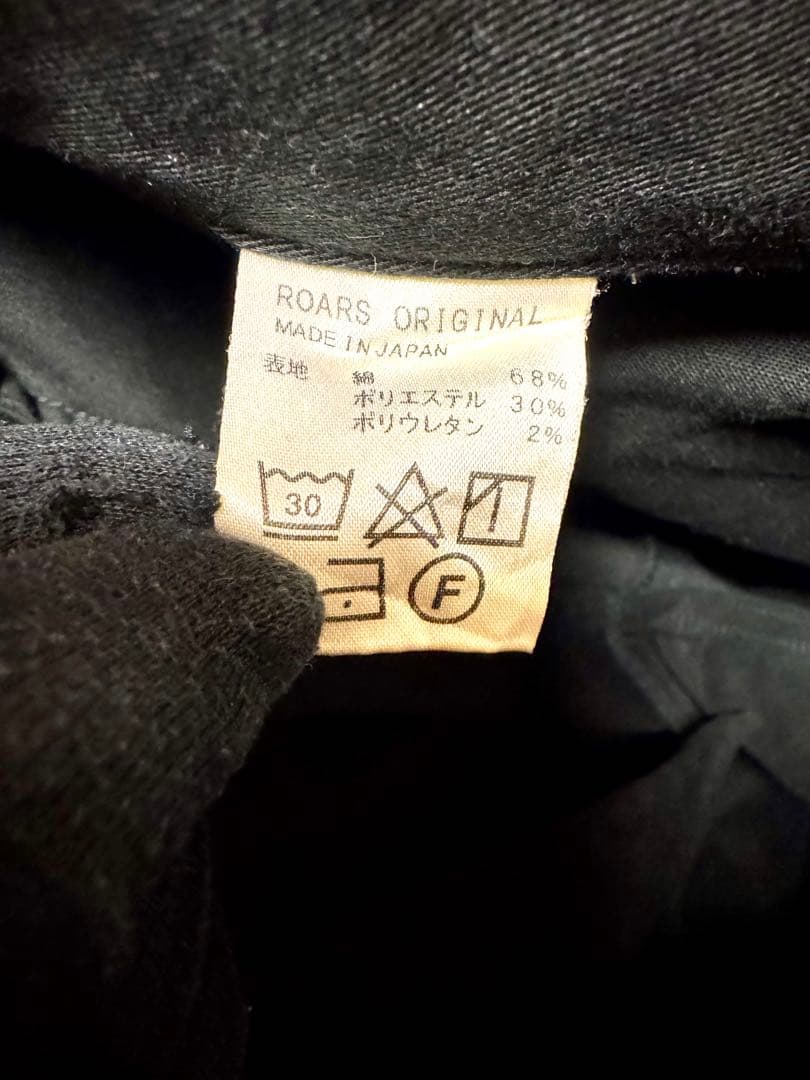 ROARS ORIGINAL
MADE IN JAPAN
表地 綿 68%
ポリエステル 30%
ポリウレタン 2%
30
F